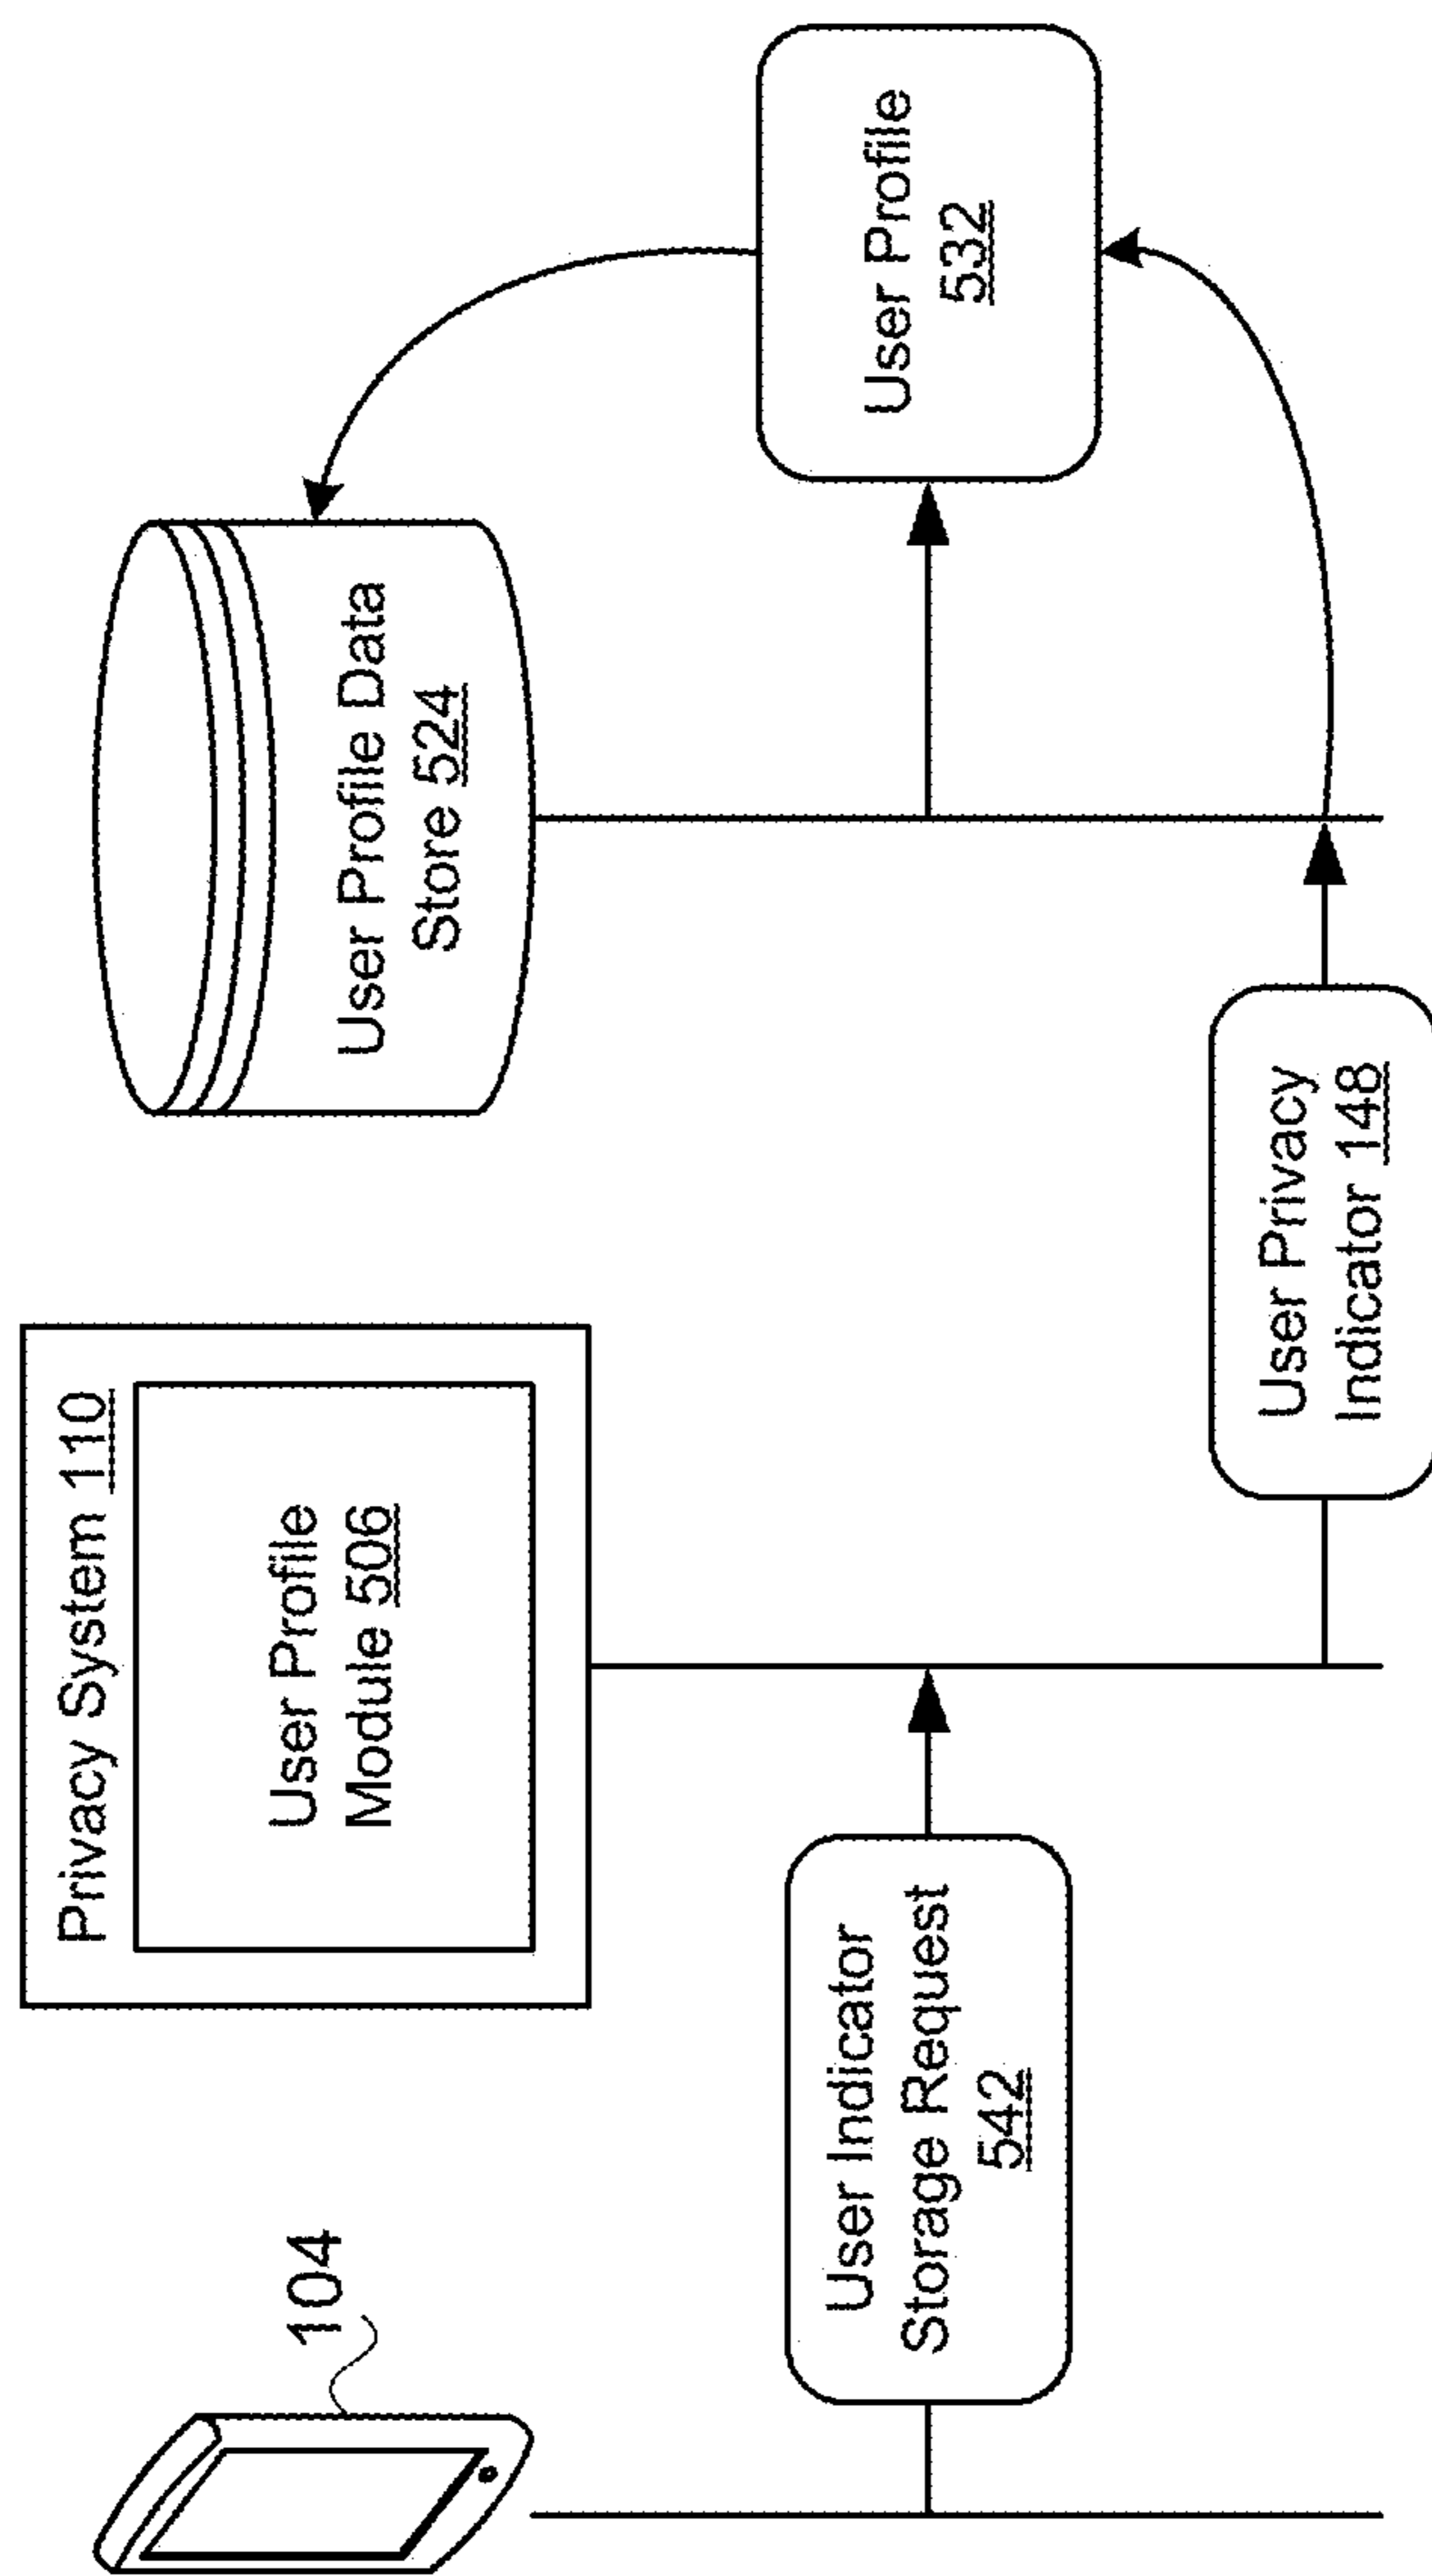 104
Privacy System 110
User Profile
Module 506
User Profile Data
Store 524
User Indicator
Storage Request
542
User Profile
532
User Privacy
Indicator 148